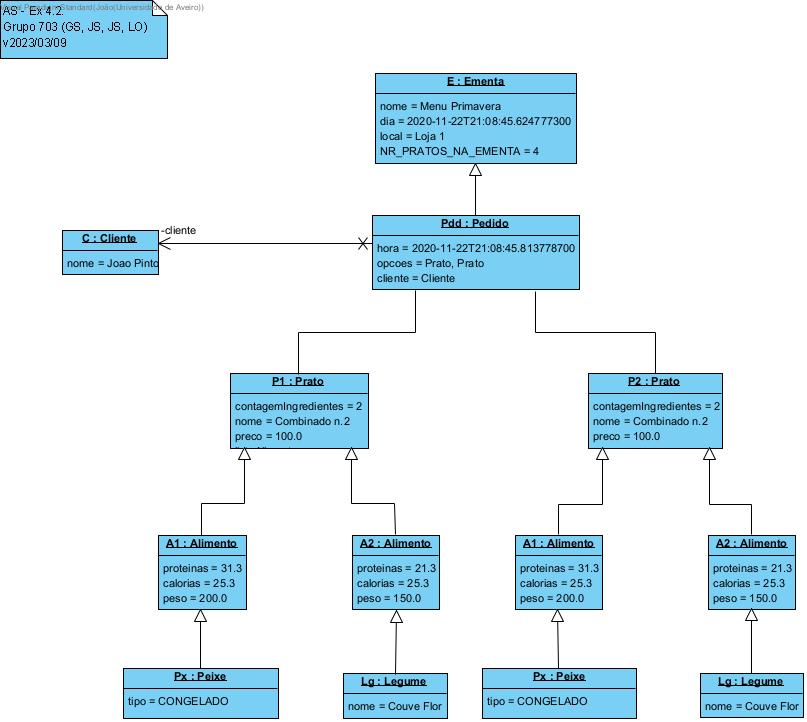 AS - Ex 4.2.
Grupo 703 (GS, JS, JS, LO)
v2023/03/09
E : Ementa
nome = Menu Primavera
dia = 2020-11-22T21:08:45.624777300
local = Loja 1
NR_PRATOS_NA_EMENTA = 4
Pdd : Pedido
hora = 2020-11-22T21:08:45.813778700
opcoes = Prato, Prato
cliente = Cliente
-cliente
C : Cliente
nome = Joao Pinto
P1 : Prato
contagemIngredientes = 2
nome = Combinado n.2
preco = 100.0
P2 : Prato
contagemIngredientes = 2
nome = Combinado n.2
preco = 100.0
A1 : Alimento
proteinas = 31.3
calorias = 25.3
peso = 200.0
A2 : Alimento
proteinas = 21.3
calorias = 25.3
peso = 150.0
A1 : Alimento
proteinas = 31.3
calorias = 25.3
peso = 200.0
A2 : Alimento
proteinas = 21.3
calorias = 25.3
peso = 150.0
Px : Peixe
tipo = CONGELADO
Lg : Legume
nome = Couve Flor
Px : Peixe
tipo = CONGELADO
Lg : Legume
nome = Couve Flor